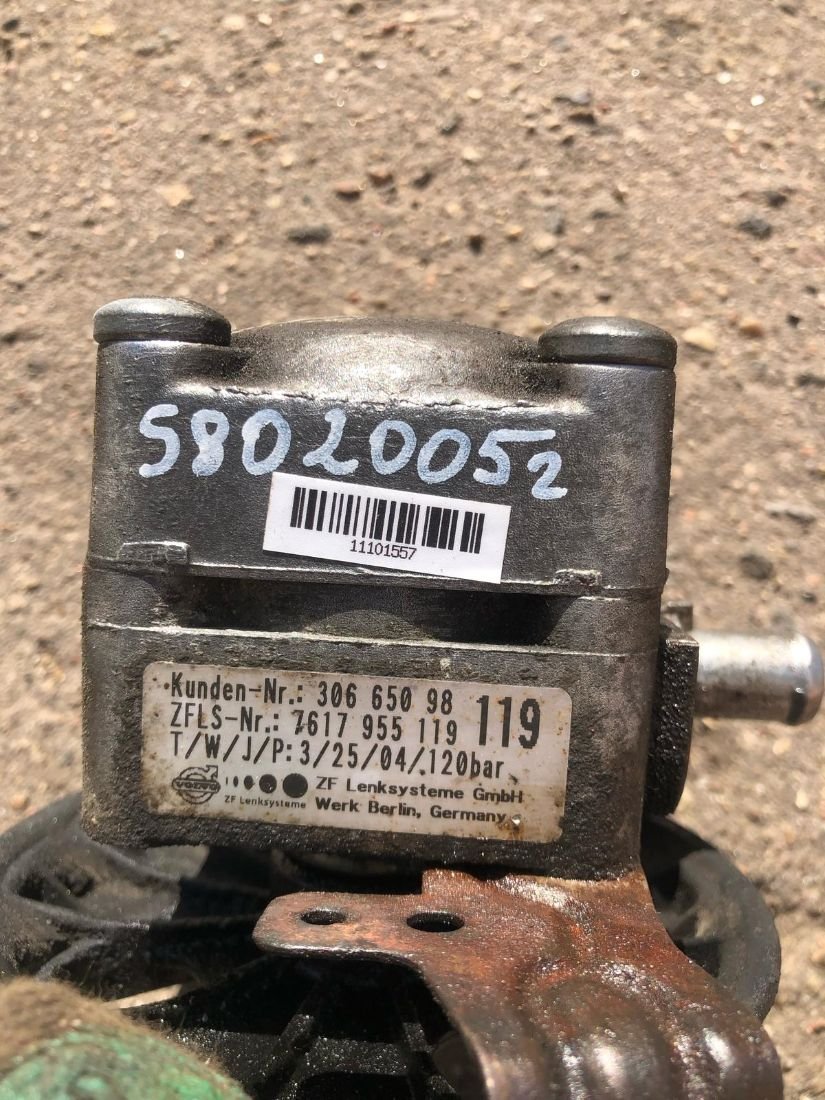 S8020052
11101557
Kunden-Nr.: 306 650 98
ZFLS-Nr.: 7617 955 119
119
T/W/J/P: 3/25/04/120bar
VOLVO
ZF Lenksysteme
ZF Lenksysteme GmbH
Werk Berlin, Germany